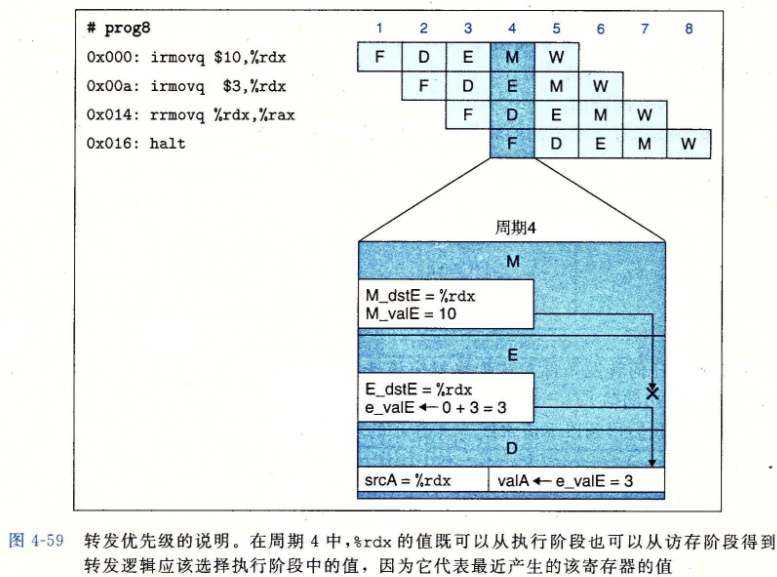 # prog8
0x000: irmovq $10,%rdx
0x00a: irmovq  $3,%rdx
0x014: rrmovq %rdx,%rax
0x016: halt
1 2 3 4 5 6 7 8
F D E M W
F D E M W
F D E M W
F D E M W
周期4
M
M_dstE = %rdx
M_valE = 10
E
E_dstE = %rdx
e_valE ← 0 + 3 = 3
D
srcA = %rdx valA ← e_valE = 3
图 4-59 转发优先级的说明。在周期 4 中,%rdx 的值既可以从执行阶段也可以从访存阶段得到
转发逻辑应该选择执行阶段中的值，因为它代表最近产生的该寄存器的值